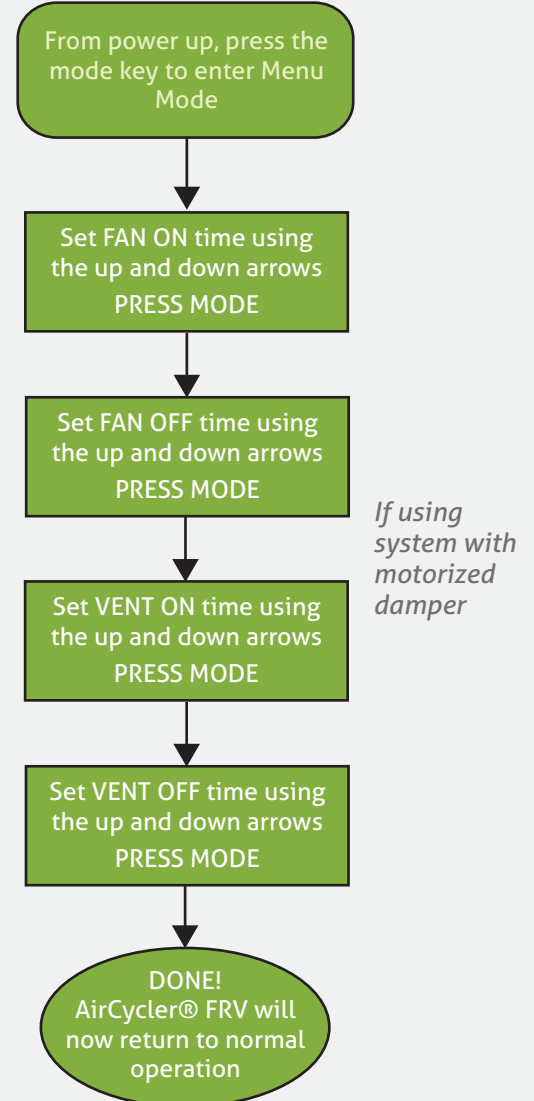 From power up, press the
mode key to enter Menu
Mode
Set FAN ON time using
the up and down arrows
PRESS MODE
Set FAN OFF time using
the up and down arrows
PRESS MODE
If using
system with
motorized
damper
Set VENT ON time using
the up and down arrows
PRESS MODE
Set VENT OFF time using
the up and down arrows
PRESS MODE
DONE!
AirCycler® FRV will
now return to normal
operation